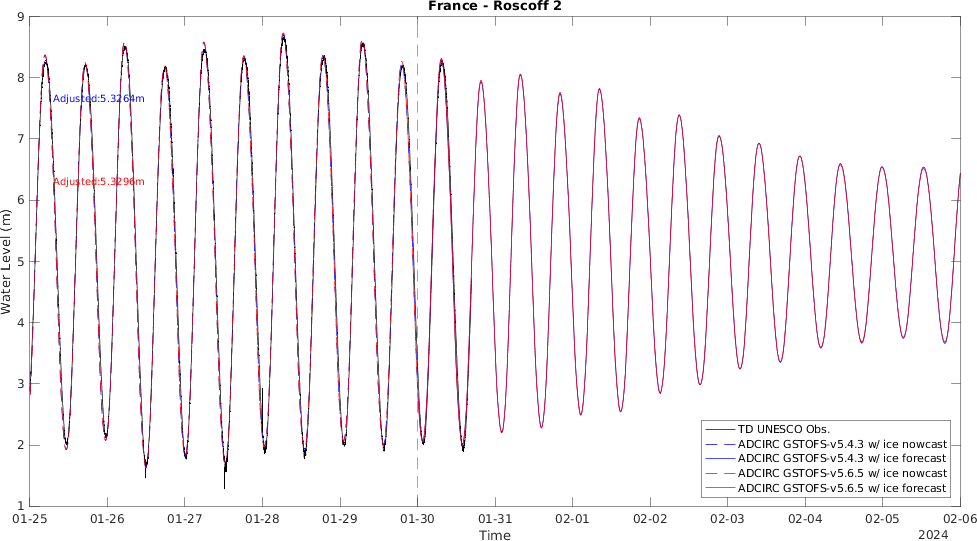 France - Roscoff 2
9
8
7
6
5
4
3
2
1
Water Level (m)
Adjusted:5.3264m
Adjusted:5.3296m
TD UNESCO Obs.
ADCIRC GSTOFS-v5.4.3 w/ ice nowcast
ADCIRC GSTOFS-v5.4.3 w/ ice forecast
ADCIRC GSTOFS-v5.6.5 w/ ice nowcast
ADCIRC GSTOFS-v5.6.5 w/ ice forecast
01-25 01-26 01-27 01-28 01-29 01-30 01-31 02-01 02-02 02-03 02-04 02-05 02-06
Time
2024